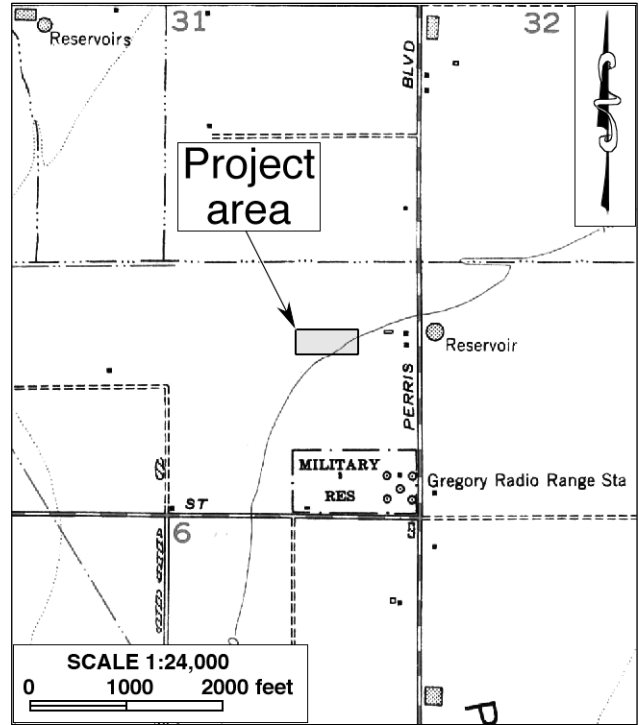 31
32
Reservoirs
BLVD
Project
area
Reservoir
PERRIS
MILITARY
RES
Gregory Radio Range Sta
ST
6
SCALE 1:24,000
0 1000 2000 feet
P